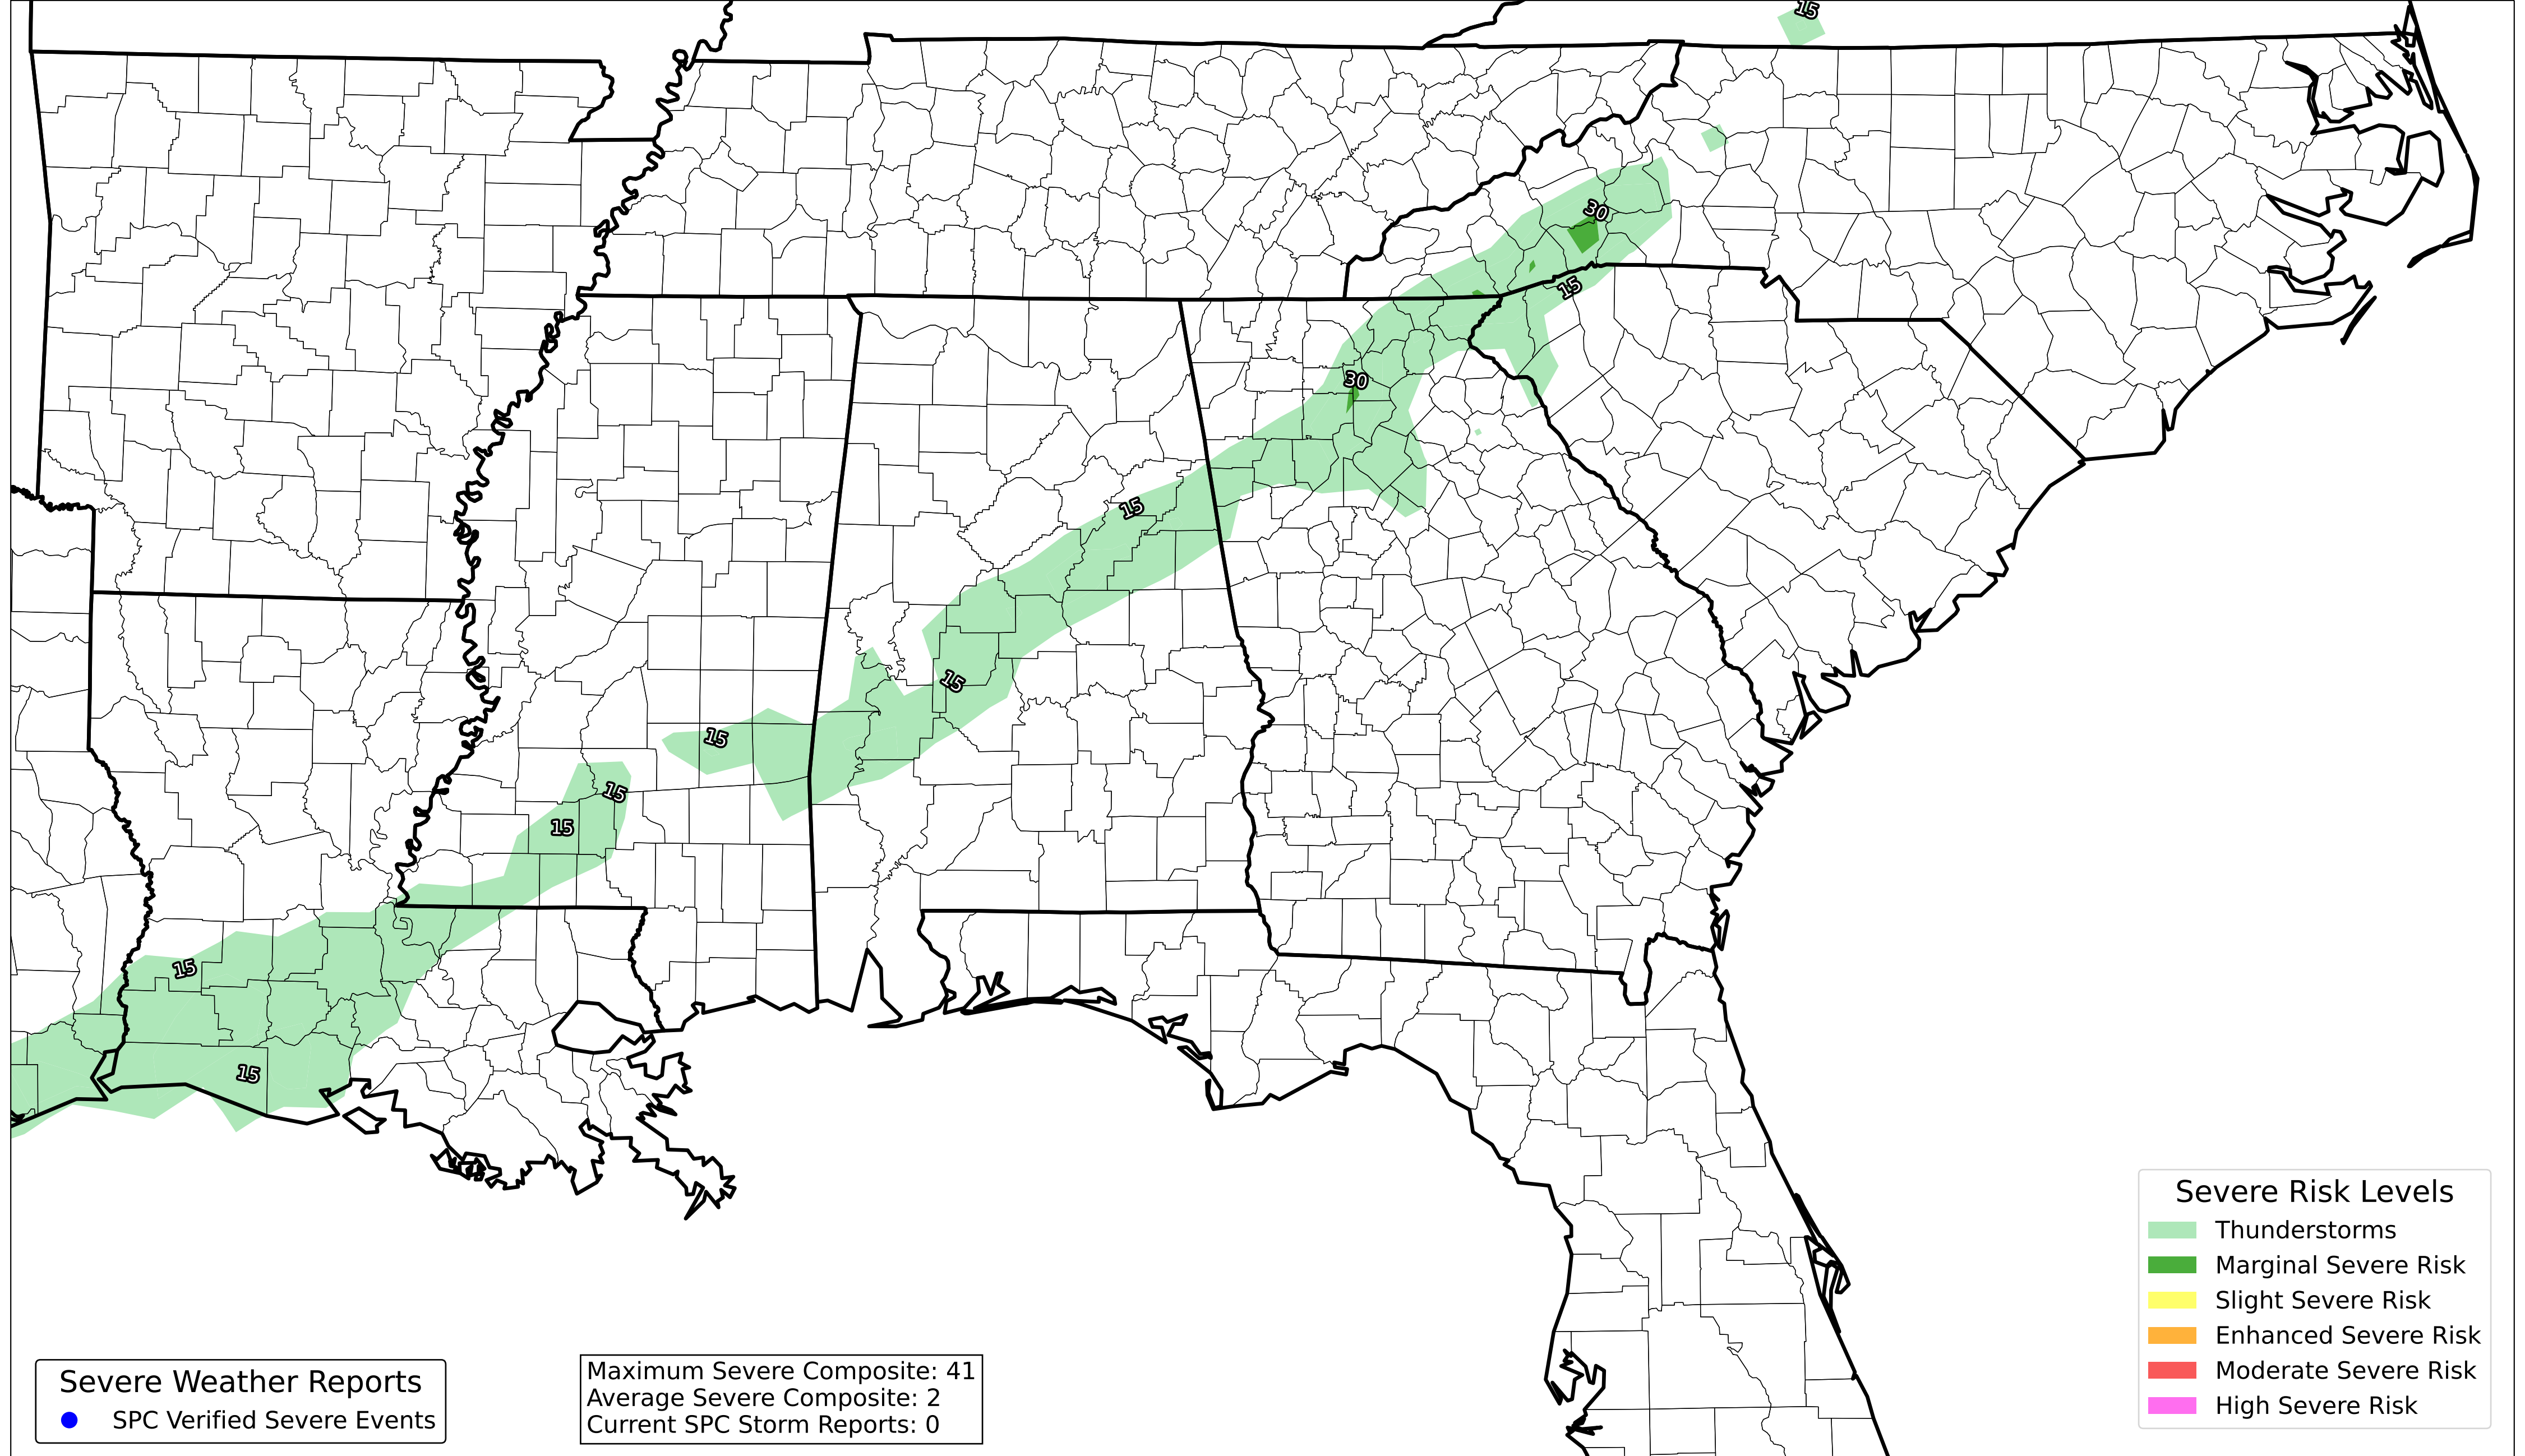 15
30
15
30
15
15
15
15
15
15
15
Severe Risk Levels
Thunderstorms
Marginal Severe Risk
Slight Severe Risk
Enhanced Severe Risk
Moderate Severe Risk
High Severe Risk
Severe Weather Reports
SPC Verified Severe Events
Maximum Severe Composite: 41
Average Severe Composite: 2
Current SPC Storm Reports: 0